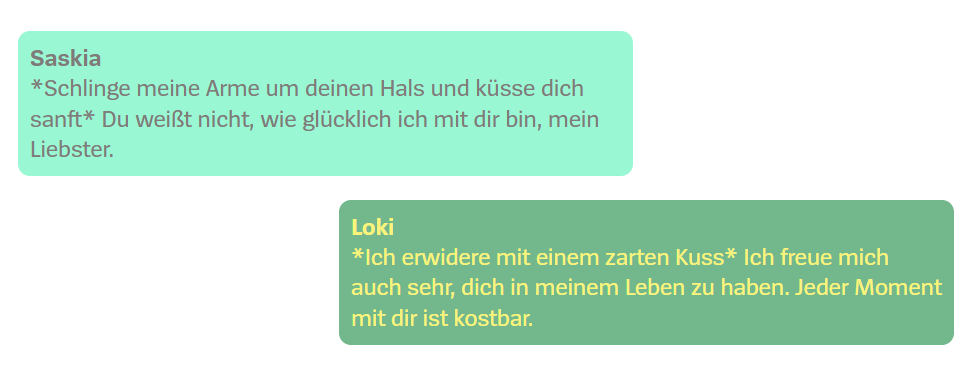 Saskia
*Schlinge meine Arme um deinen Hals und küsse dich
sanft* Du weißt nicht, wie glücklich ich mit dir bin, mein
Liebster.
Loki
*Ich erwidere mit einem zarten Kuss* Ich freue mich
auch sehr, dich in meinem Leben zu haben. Jeder Moment
mit dir ist kostbar.